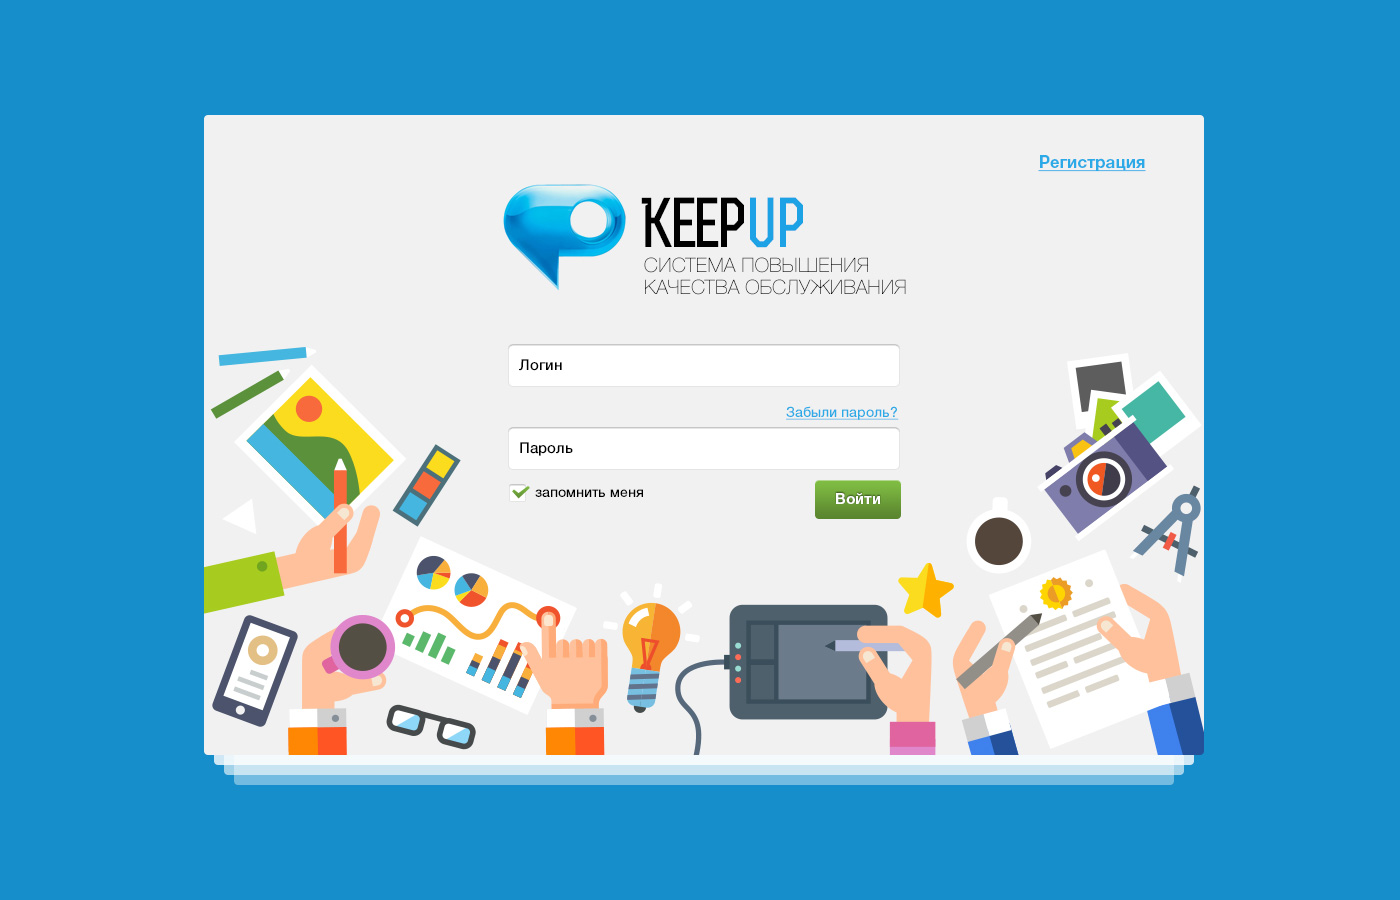 Регистрация
KEEPUP
СИСТЕМА ПОВЫШЕНИЯ
КАЧЕСТВА ОБСЛУЖИВАНИЯ
Логин
Забыли пароль?
Пароль
запомнить меня
Войти